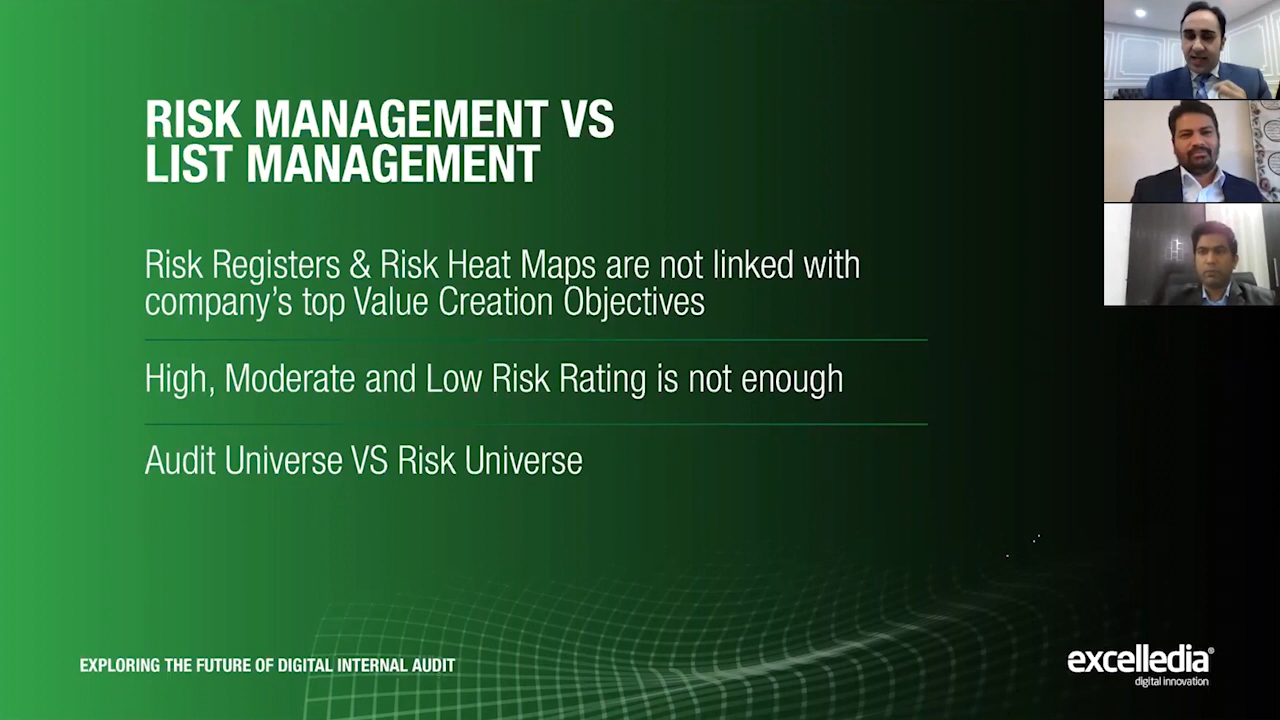 RISK MANAGEMENT VS
LIST MANAGEMENT
Risk Registers & Risk Heat Maps are not linked with
company's top Value Creation Objectives
High, Moderate and Low Risk Rating is not enough
Audit Universe VS Risk Universe
EXPLORING THE FUTURE OF DIGITAL INTERNAL AUDIT
excelledia®
digital innovation